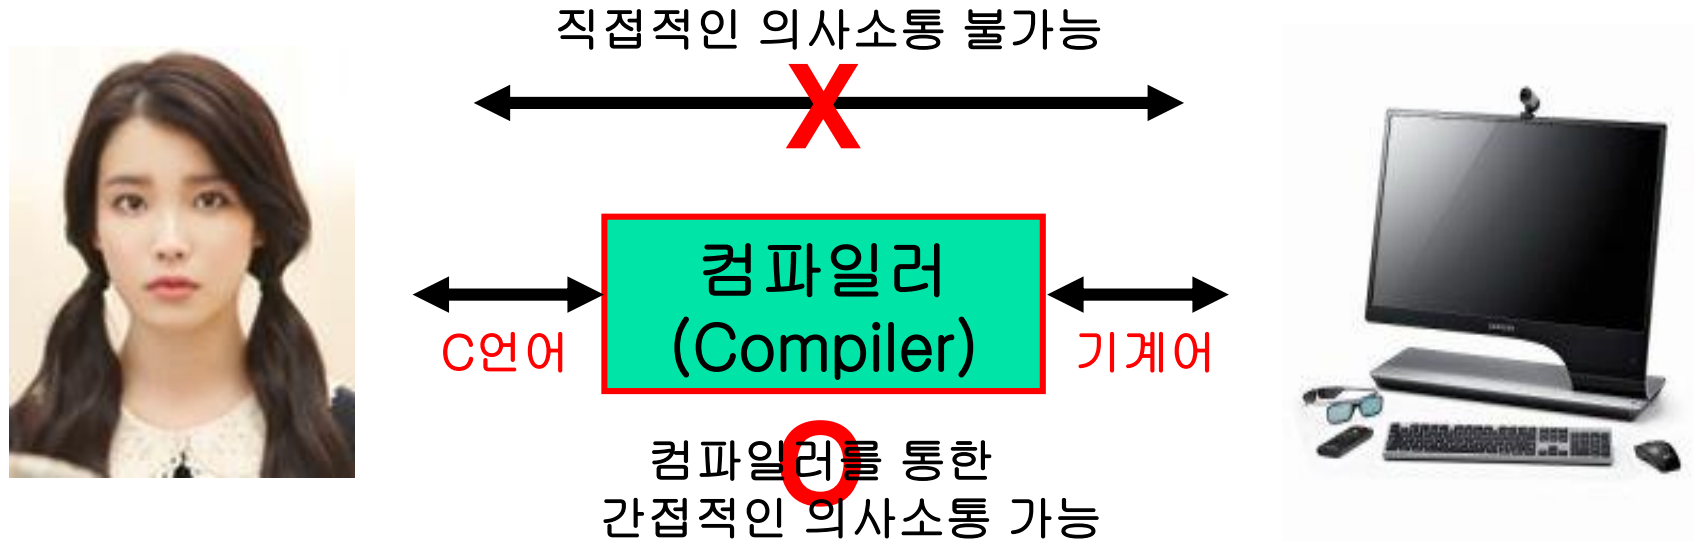 직접적인 의사소통 불가능
X
컴파일러
(Compiler)
C언어
기계어
O
컴파일러를 통한
간접적인 의사소통 가능